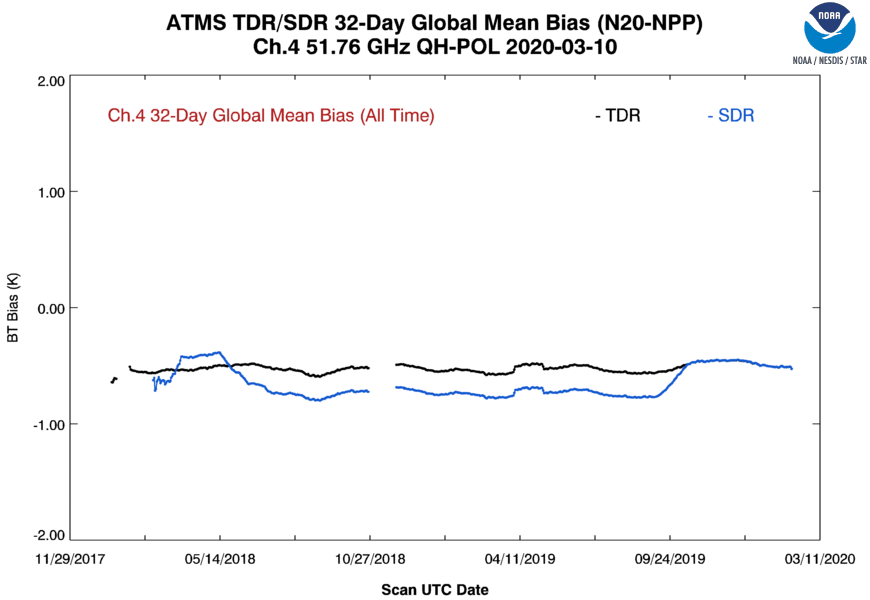 ATMS TDR/SDR 32-Day Global Mean Bias (N20-NPP)
Ch.4 51.76 GHz QH-POL 2020-03-10
NOAA
NOAA / NESDIS / STAR
Ch.4 32-Day Global Mean Bias (All Time)
- TDR
- SDR
2.00
1.00
0.00
-1.00
-2.00
BT Bias (K)
11/29/2017
05/14/2018
10/27/2018
04/11/2019
09/24/2019
03/11/2020
Scan UTC Date